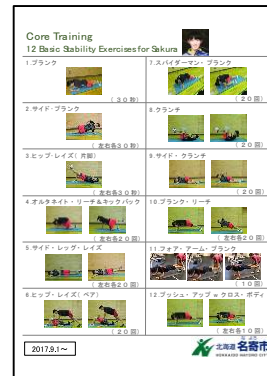 Core Training
12 Basic Stability Exercises for Sakura
1.プランク
(30秒)
2.サイド・プランク
(左右各30秒)
3.ヒップ・レイズ(片脚)
(左右各30秒)
4.オルタネイト・リーチ&キックバック
(左右各20回)
5.サイド・レッグ・レイズ
(左右各20回)
6.ヒップ・レイズ(ペア)
(20回)
7.スパイダーマン・プランク
(20回)
8.クランチ
(20回)
9.サイド・クランチ
(左右各20回)
10.プランク・リーチ
(左右各20回)
11.フォア・アーム・プランク
(10回)
12.プッシュ・アップ w クロス・ボディ
(左右各10回)
2017.9.1~
北海道 名寄市
HOKKAIDO NAYORO CITY